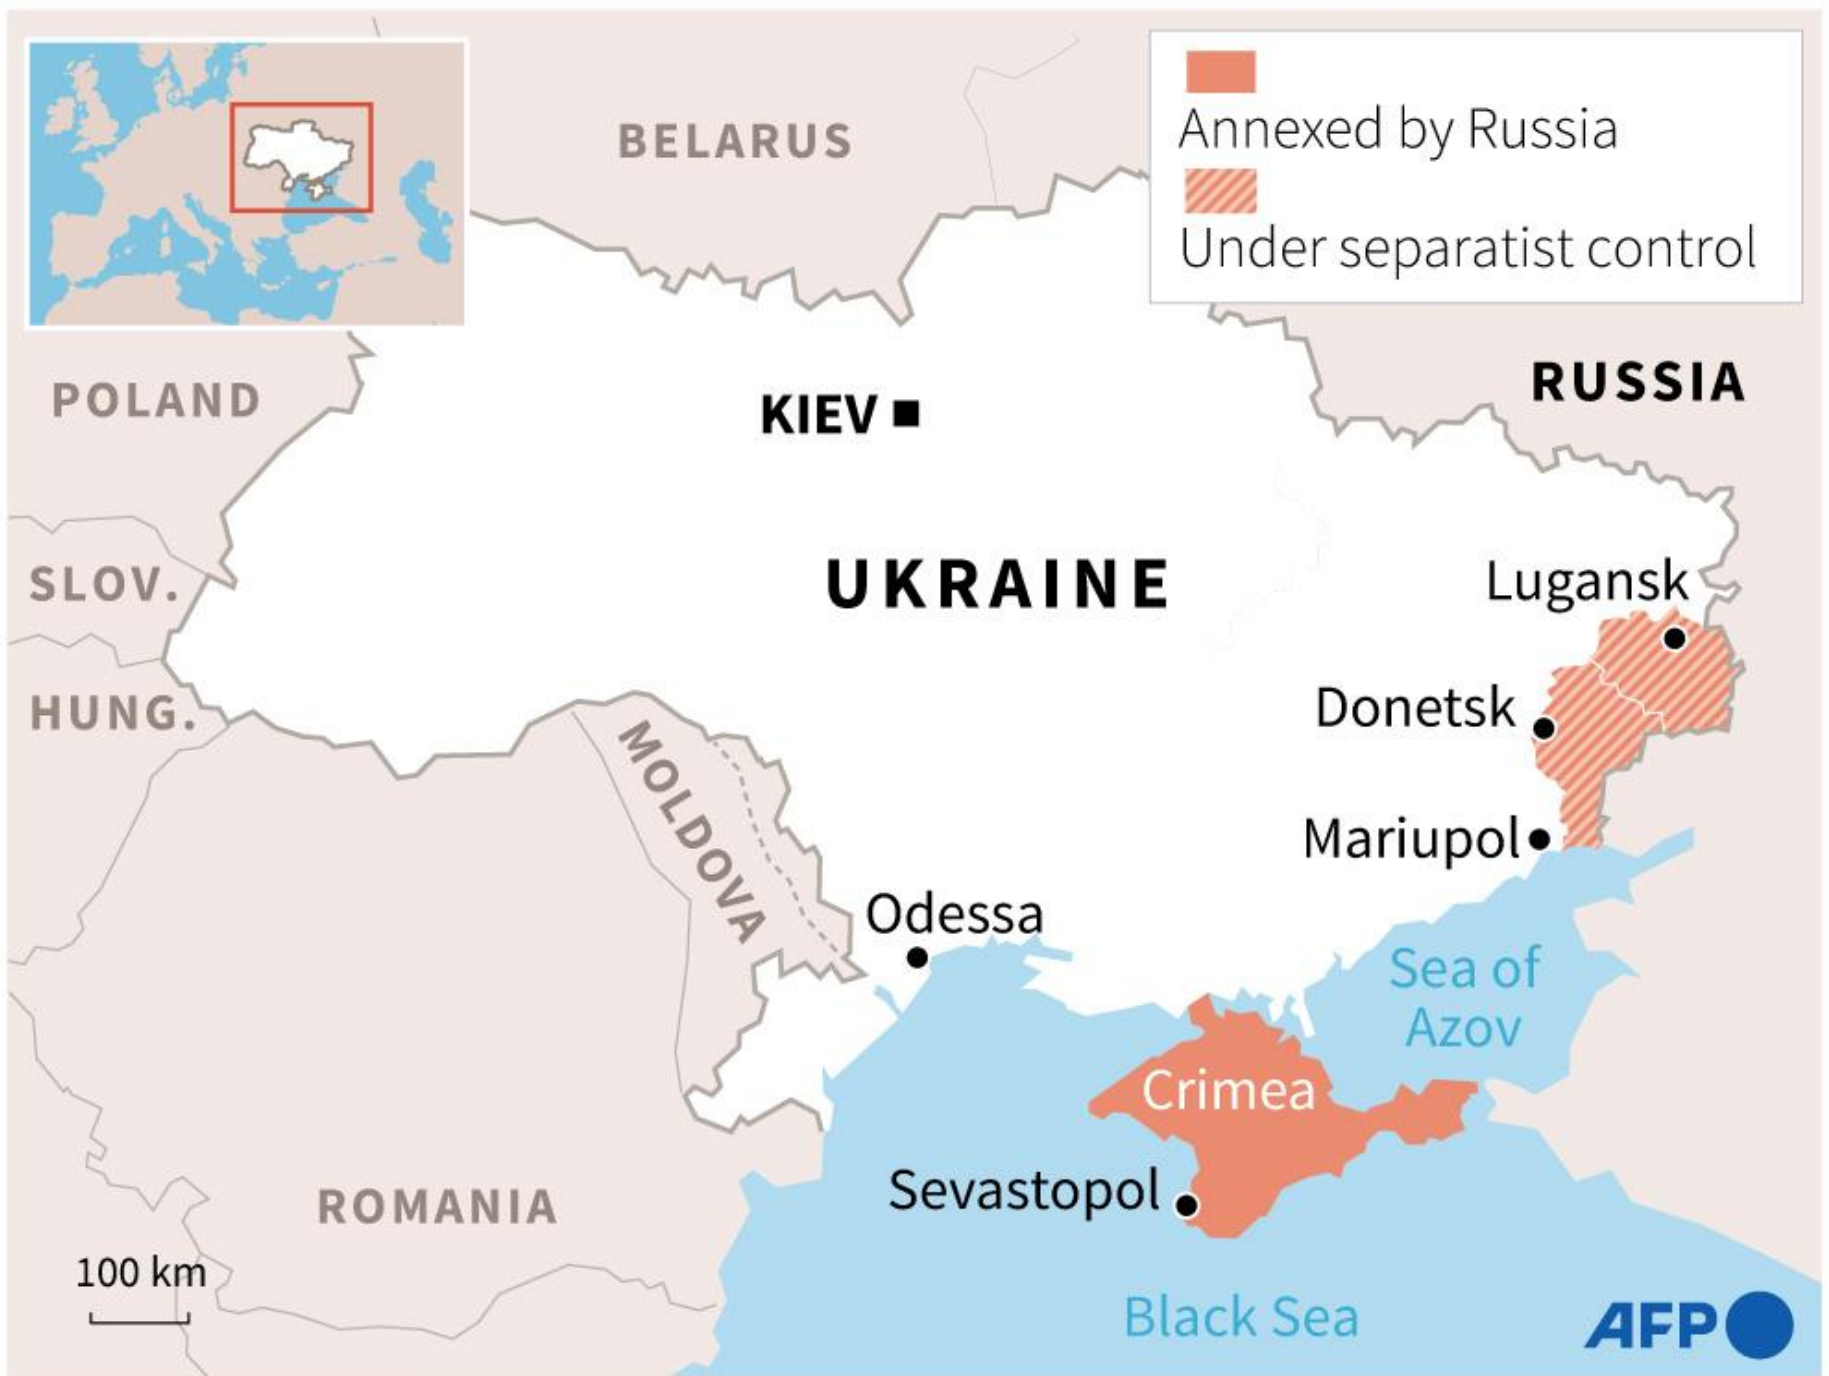 Annexed by Russia
Under separatist control
BELARUS
POLAND
RUSSIA
KIEV
UKRAINE
SLOV.
Lugansk
HUNG.
Donetsk
MOLDOVA
Mariupol
Odessa
Sea of
Azov
Crimea
Sevastopol
ROMANIA
100 km
Black Sea
AFP